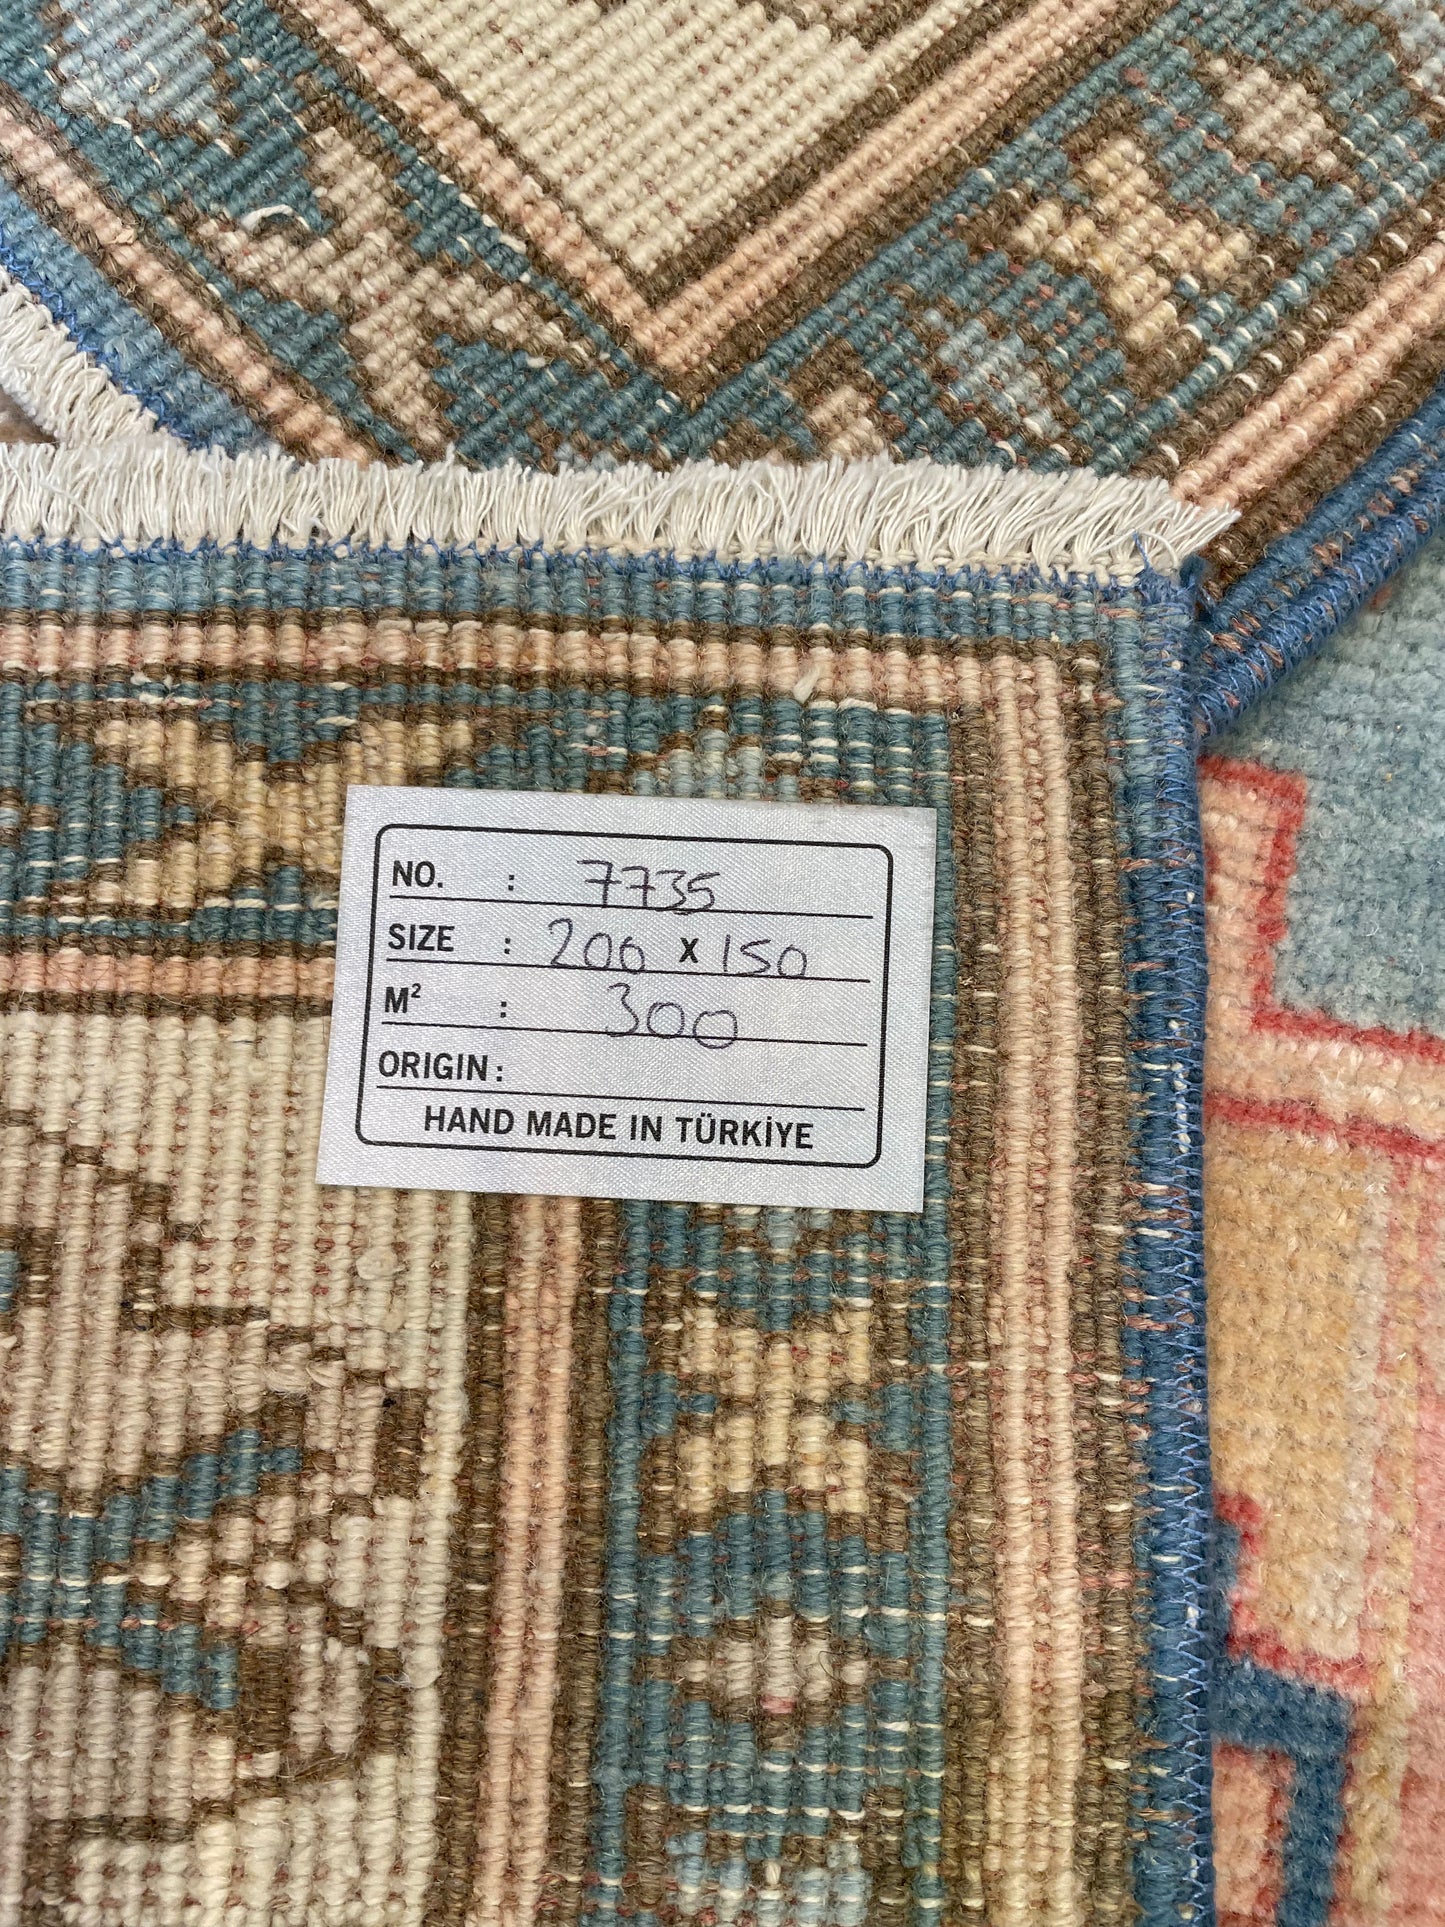 NO. : 7735
SIZE : 200 x 150
M² : 300
ORIGIN:
HAND MADE IN TÜRKİYE